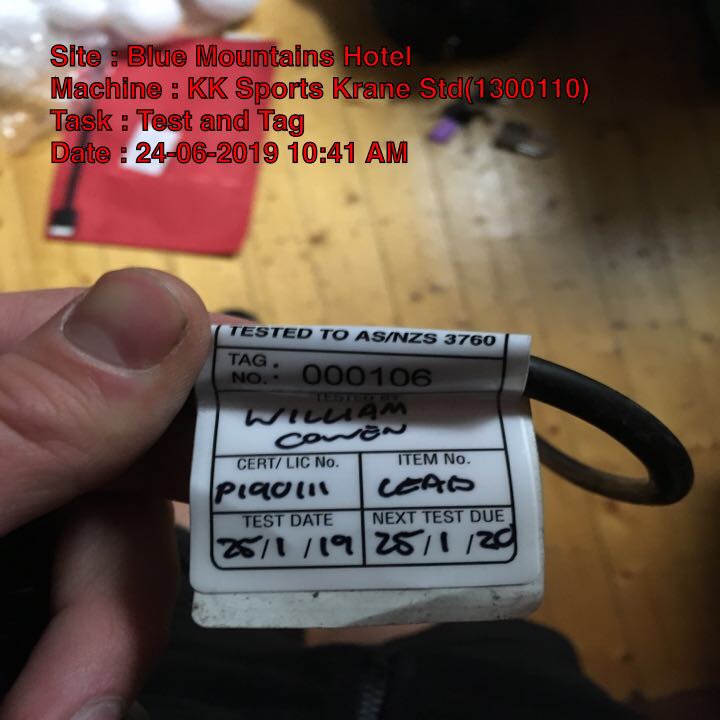 Site : Blue Mountains Hotel
Machine : KK Sports Krane Std(1300110)
Task : Test and Tag
Date : 24-06-2019 10:41 AM
TESTED TO AS/NZS 3760
TAG
NO. : 000106
TESTED BY
WILLIAM
COWEN
CERT/ LIC No. ITEM No.
P190111 LEAD
TEST DATE NEXT TEST DUE
25/1/19 25/1/20